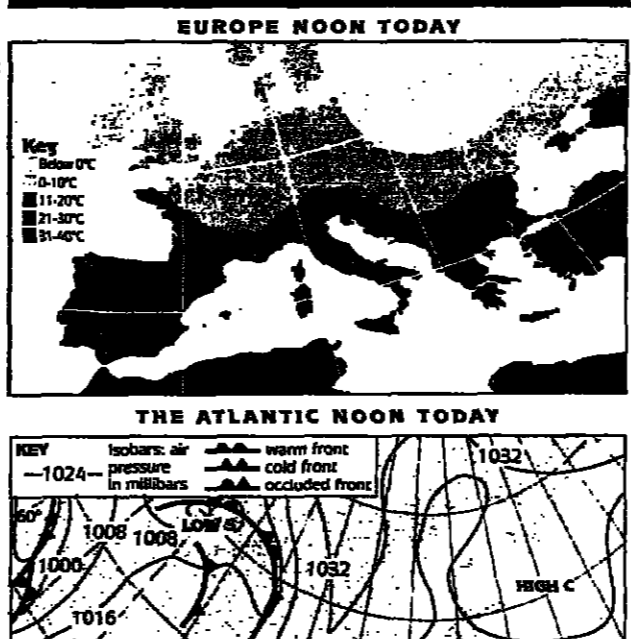 EUROPE NOON TODAY
Key
Below 0°C
0-10°C
11-20°C
21-30°C
31-40°C
THE ATLANTIC NOON TODAY
KEY
—1024—
Isobars: air
pressure
in millibars
warm front
cold front
occluded front
1032
60°
1008
1008
LOW
1000
1032
HIGH C
1016